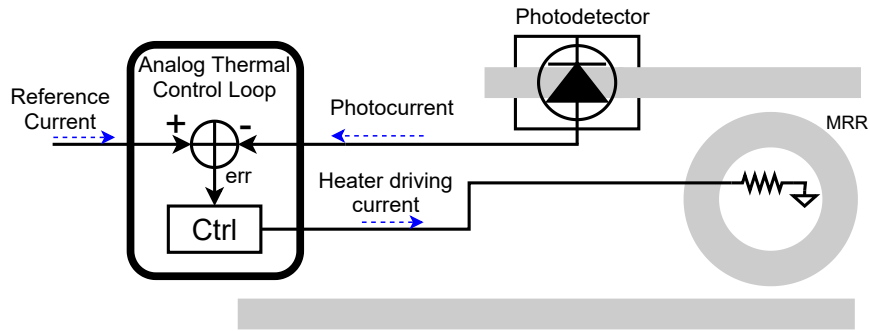 Photodetector
Analog Thermal
Control Loop
Reference
Current
Photocurrent
MRR
+
-
err
Heater driving
current
Ctrl